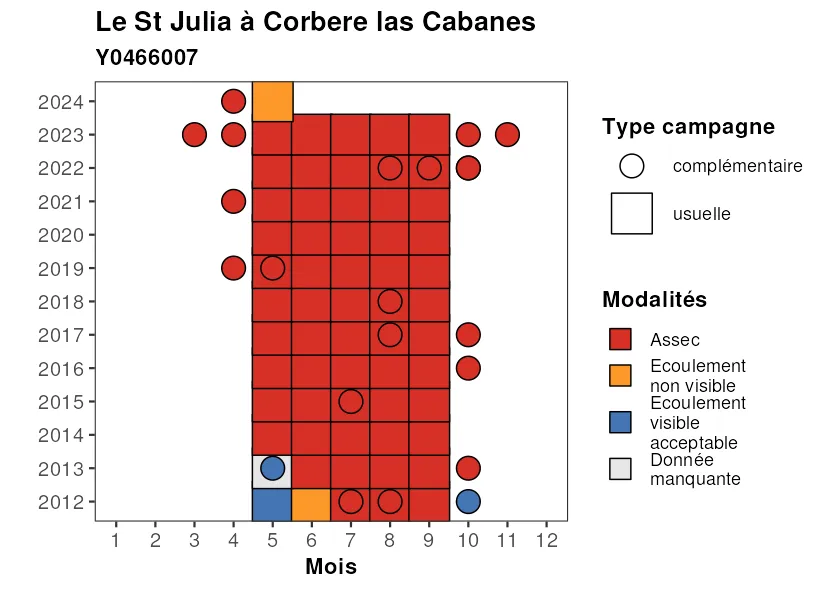 Le St Julia à Corbere las Cabanes
Y0466007
2024
2023
2022
2021
2020
2019
2018
2017
2016
2015
2014
2013
2012
1 2 3 4 5 6 7 8 9 10 11 12
Mois
Type campagne
complémentaire
usuelle
Modalités
Assec
Ecoulement
non visible
Ecoulement
visible
acceptable
Donnée
manquante